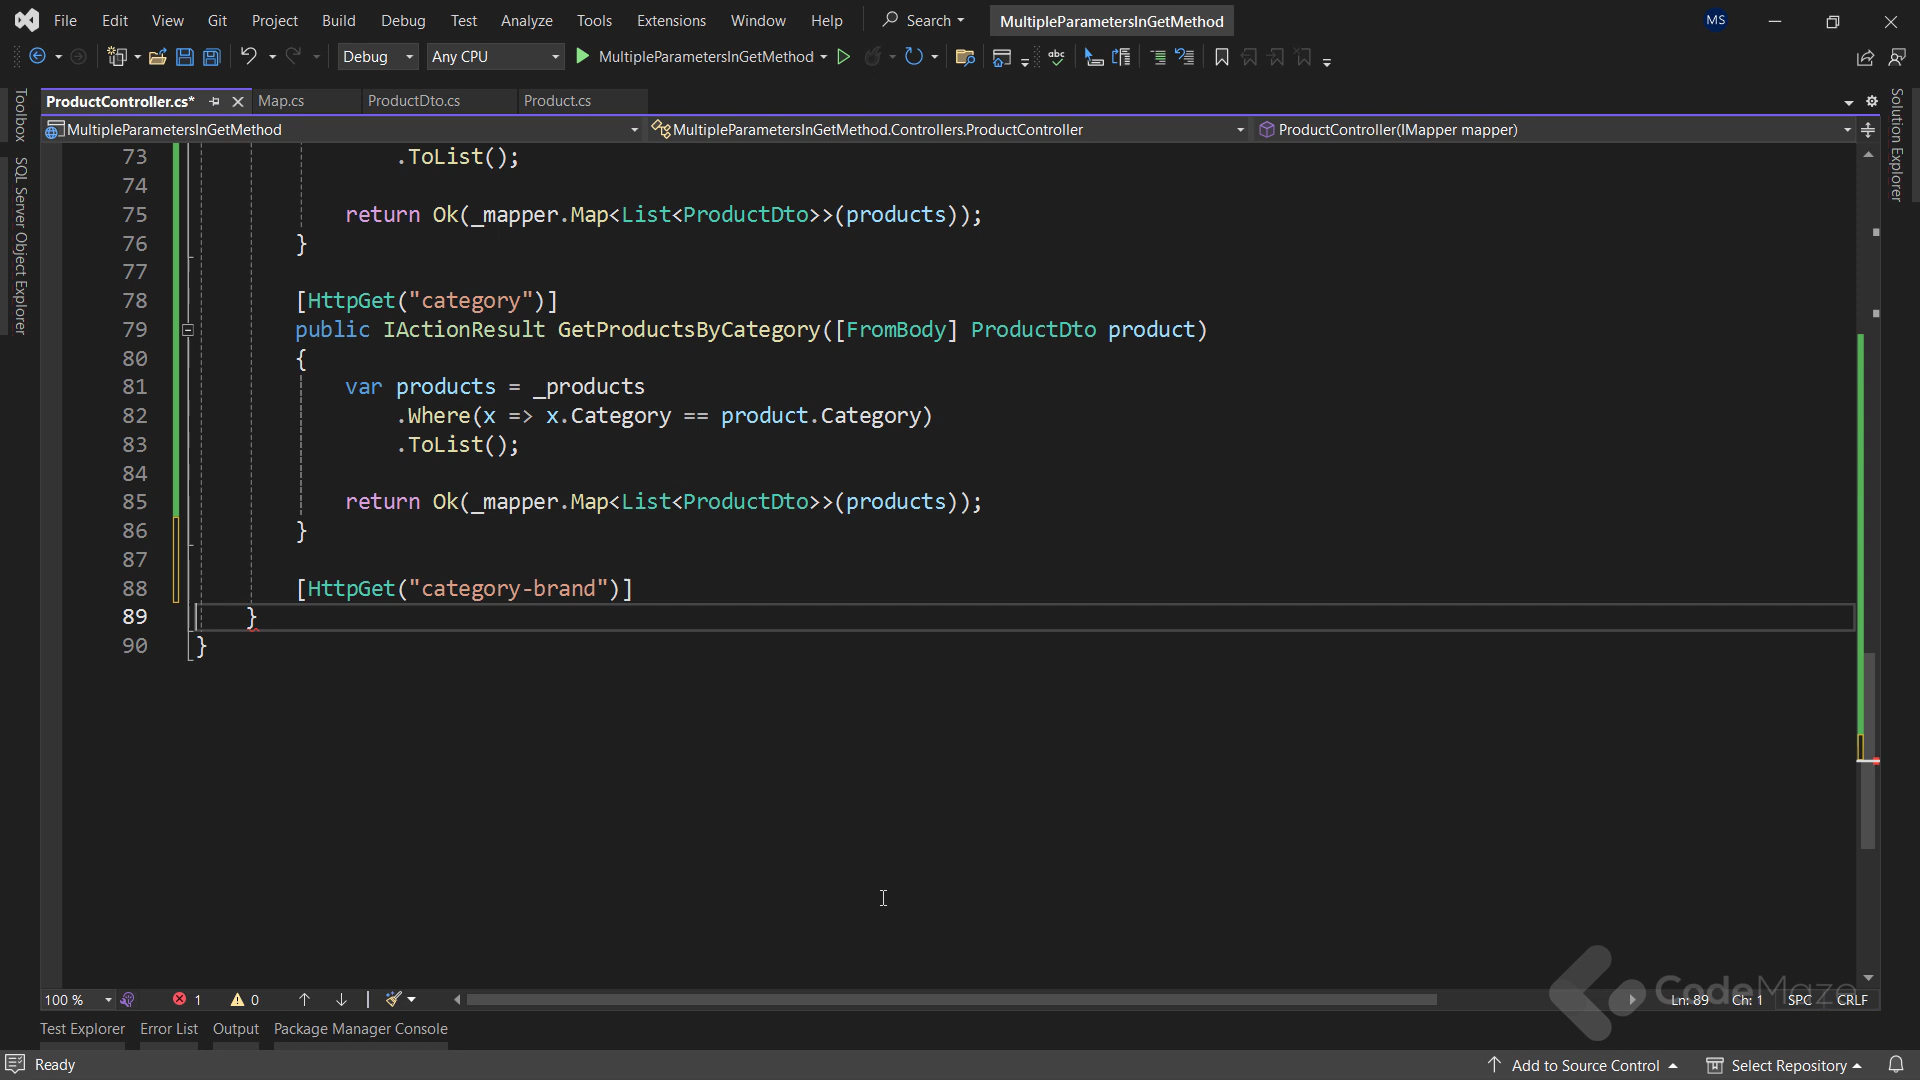 File Edit View Git Project Build Debug Test Analyze Tools Extensions Window Help Search MultipleParametersInGetMethod MS
Debug Any CPU MultipleParametersInGetMethod
Toolbox
SQL Server Object Explorer
ProductController.cs* Map.cs ProductDto.cs Product.cs
MultipleParametersInGetMethod MultipleParametersInGetMethod.Controllers.ProductController ProductController(IMapper mapper)
Solution Explorer
73 .ToList();
74
75 return Ok(_mapper.Map<List<ProductDto>>(products));
76 }
77
78 [HttpGet("category")]
79 public IActionResult GetProductsByCategory([FromBody] ProductDto product)
80 {
81 var products = _products
82 .Where(x => x.Category == product.Category)
83 .ToList();
84
85 return Ok(_mapper.Map<List<ProductDto>>(products));
86 }
87
88 [HttpGet("category-brand")]
89 }
90 }
100 % 1 0 Ln: 89 Ch: 1 SPC CRLF
CodeMaze
Test Explorer Error List Output Package Manager Console
Ready Add to Source Control Select Repository